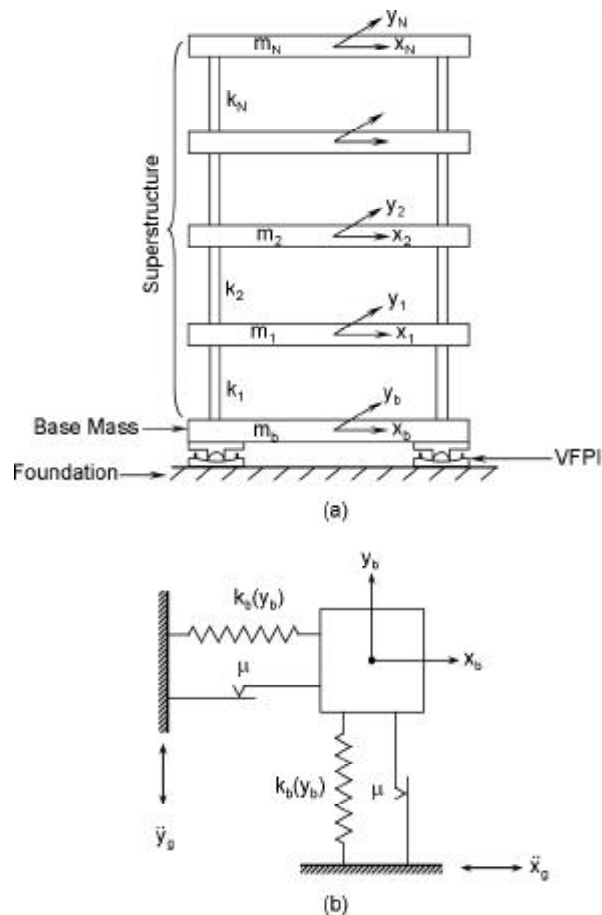 y_N
m_N x_N
k_N
Superstructure
y_2
m_2 x_2
k_2
y_1
m_1 x_1
k_1
y_b
Base Mass
m_b x_b
VFPI
Foundation
(a)
y_b
k_b(y_b)
μ
x_b
k_b(y_b)
μ
ÿ_g
ẍ_g
(b)